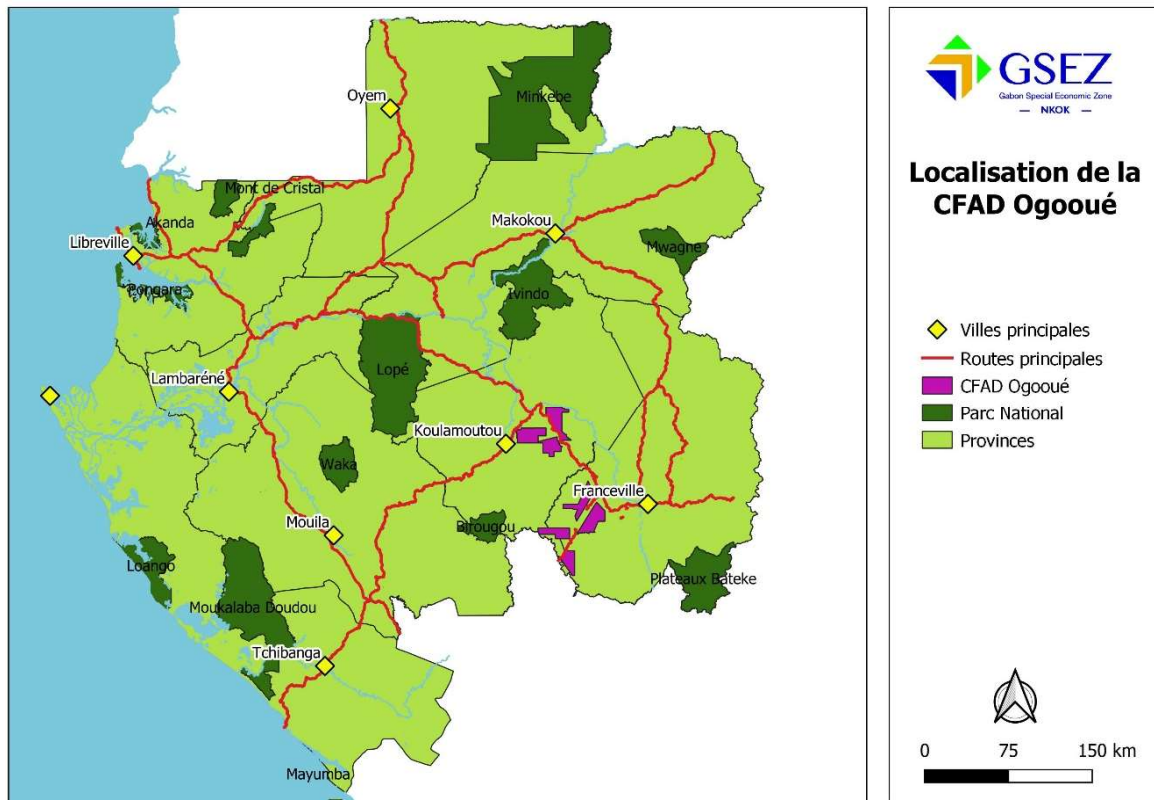 Oyem
Minkebe
Mont de Cristal
Makokou
Akanda
Mwagne
Libreville
Pongara
Ivindo
Lopé
Lambaréné
Koulamoutou
Waka
Franceville
Mouila
Birougou
Loango
Plateaux Bateke
Moukalaba Doudou
Tchibanga
Mayumba
GSEZ
Gabon Special Economic Zone
— NKOK —
Localisation de la
CFAD Ogooué
Villes principales
Routes principales
CFAD Ogooué
Parc National
Provinces
0 75 150 km